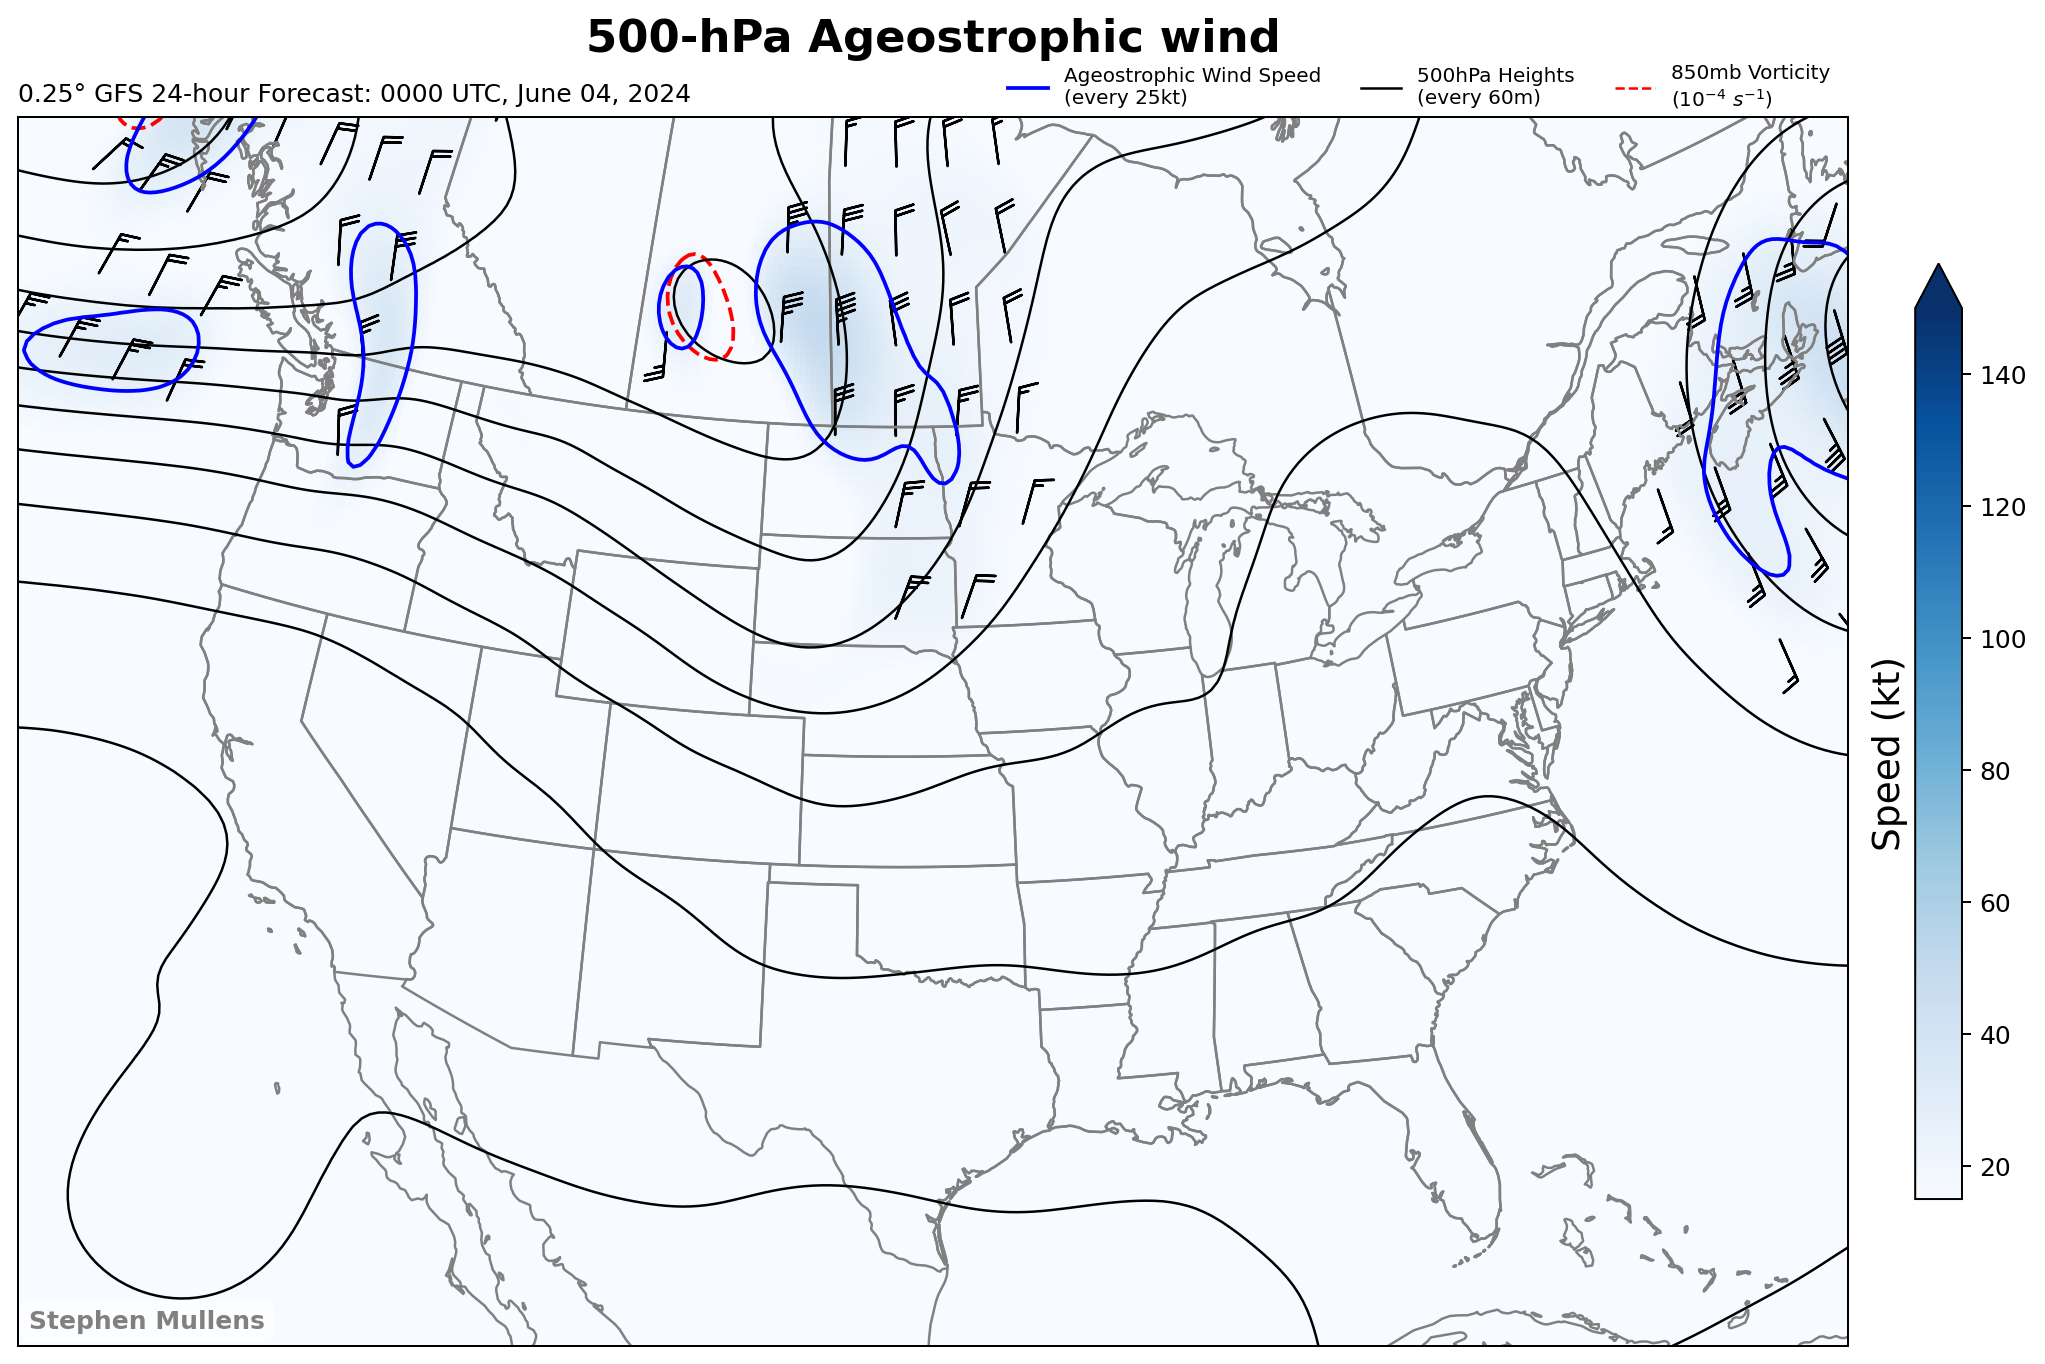 500-hPa Ageostrophic wind
0.25° GFS 24-hour Forecast: 0000 UTC, June 04, 2024
Ageostrophic Wind Speed
(every 25kt)
500hPa Heights
(every 60m)
850mb Vorticity
(10⁻⁴ s⁻¹)
140
120
100
80
60
40
20
Speed (kt)
Stephen Mullens